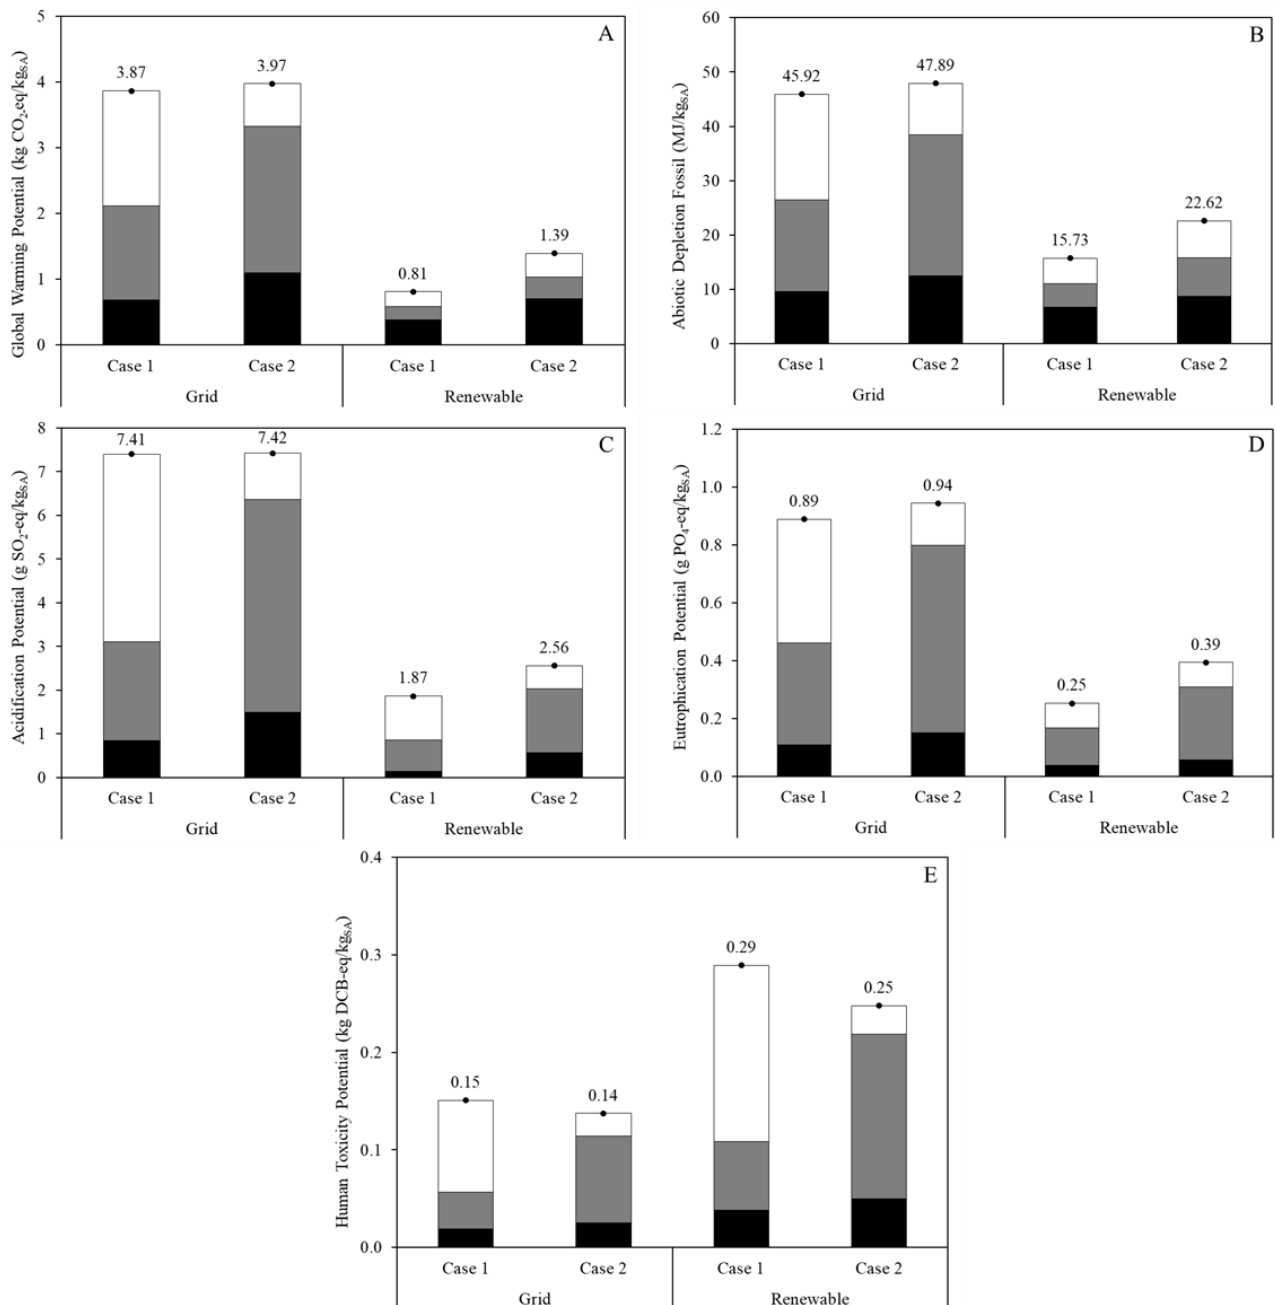 A
Global Warming Potential (kg CO₂.eq/kgSA)
5
4
3
2
1
0
3.87
3.97
0.81
1.39
Case 1
Case 2
Case 1
Case 2
Grid
Renewable
B
Abiotic Depletion Fossil (MJ/kgSA)
60
50
40
30
20
10
0
45.92
47.89
15.73
22.62
Case 1
Case 2
Case 1
Case 2
Grid
Renewable
C
Acidification Potential (g SO₂-eq/kgSA)
8
7
6
5
4
3
2
1
0
7.41
7.42
1.87
2.56
Case 1
Case 2
Case 1
Case 2
Grid
Renewable
D
Eutrophication Potential (g PO₄-eq/kgSA)
1.2
1.0
0.8
0.6
0.4
0.2
0.0
0.89
0.94
0.25
0.39
Case 1
Case 2
Case 1
Case 2
Grid
Renewable
E
Human Toxicity Potential (kg DCB-eq/kgSA)
0.4
0.3
0.2
0.1
0.0
0.15
0.14
0.29
0.25
Case 1
Case 2
Case 1
Case 2
Grid
Renewable